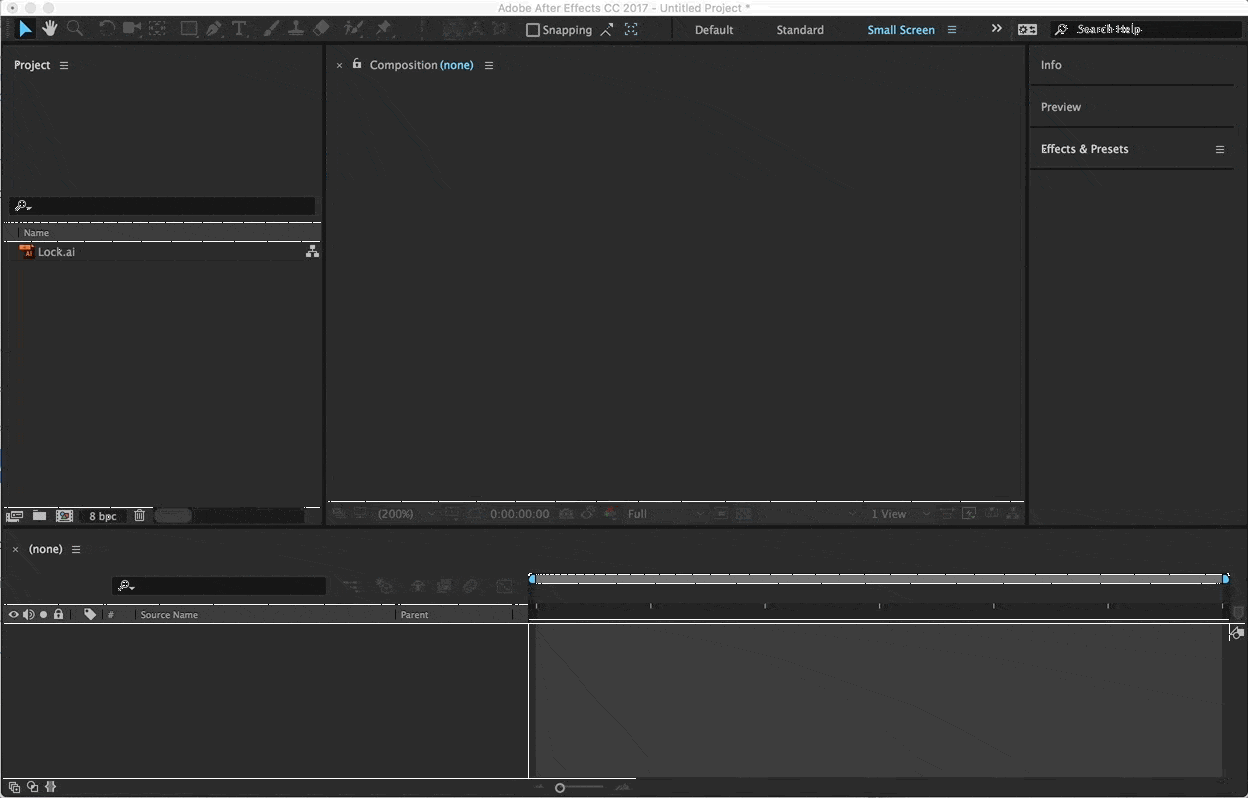 Adobe After Effects CC 2017 - Untitled Project *
Snapping
Default
Standard
Small Screen
Search Help
Project
Composition (none)
Info
Preview
Effects & Presets
Name
Lock.ai
8 bpc
(200%)
0:00:00:00
Full
1 View
(none)
#
Source Name
Parent